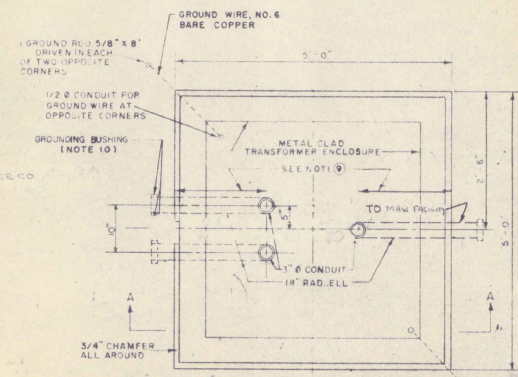 GROUND WIRE, NO. 6
BARE COPPER
GROUND ROD 5/8" X 8'
DRIVEN IN EACH
OF TWO OPPOSITE
CORNERS
5'-0"
1/2 Ø CONDUIT FOR
GROUND WIRE AT
OPPOSITE CORNERS
GROUNDING BUSHING
(NOTE 10)
METAL CLAD
TRANSFORMER ENCLOSURE
SEE NOTE 9
2'-6"
5'-0"
TO MAW FACILITY
10"
5"
3" Ø CONDUIT
18" RAD. ELL
A
A
3/4" CHAMFER
ALL AROUND